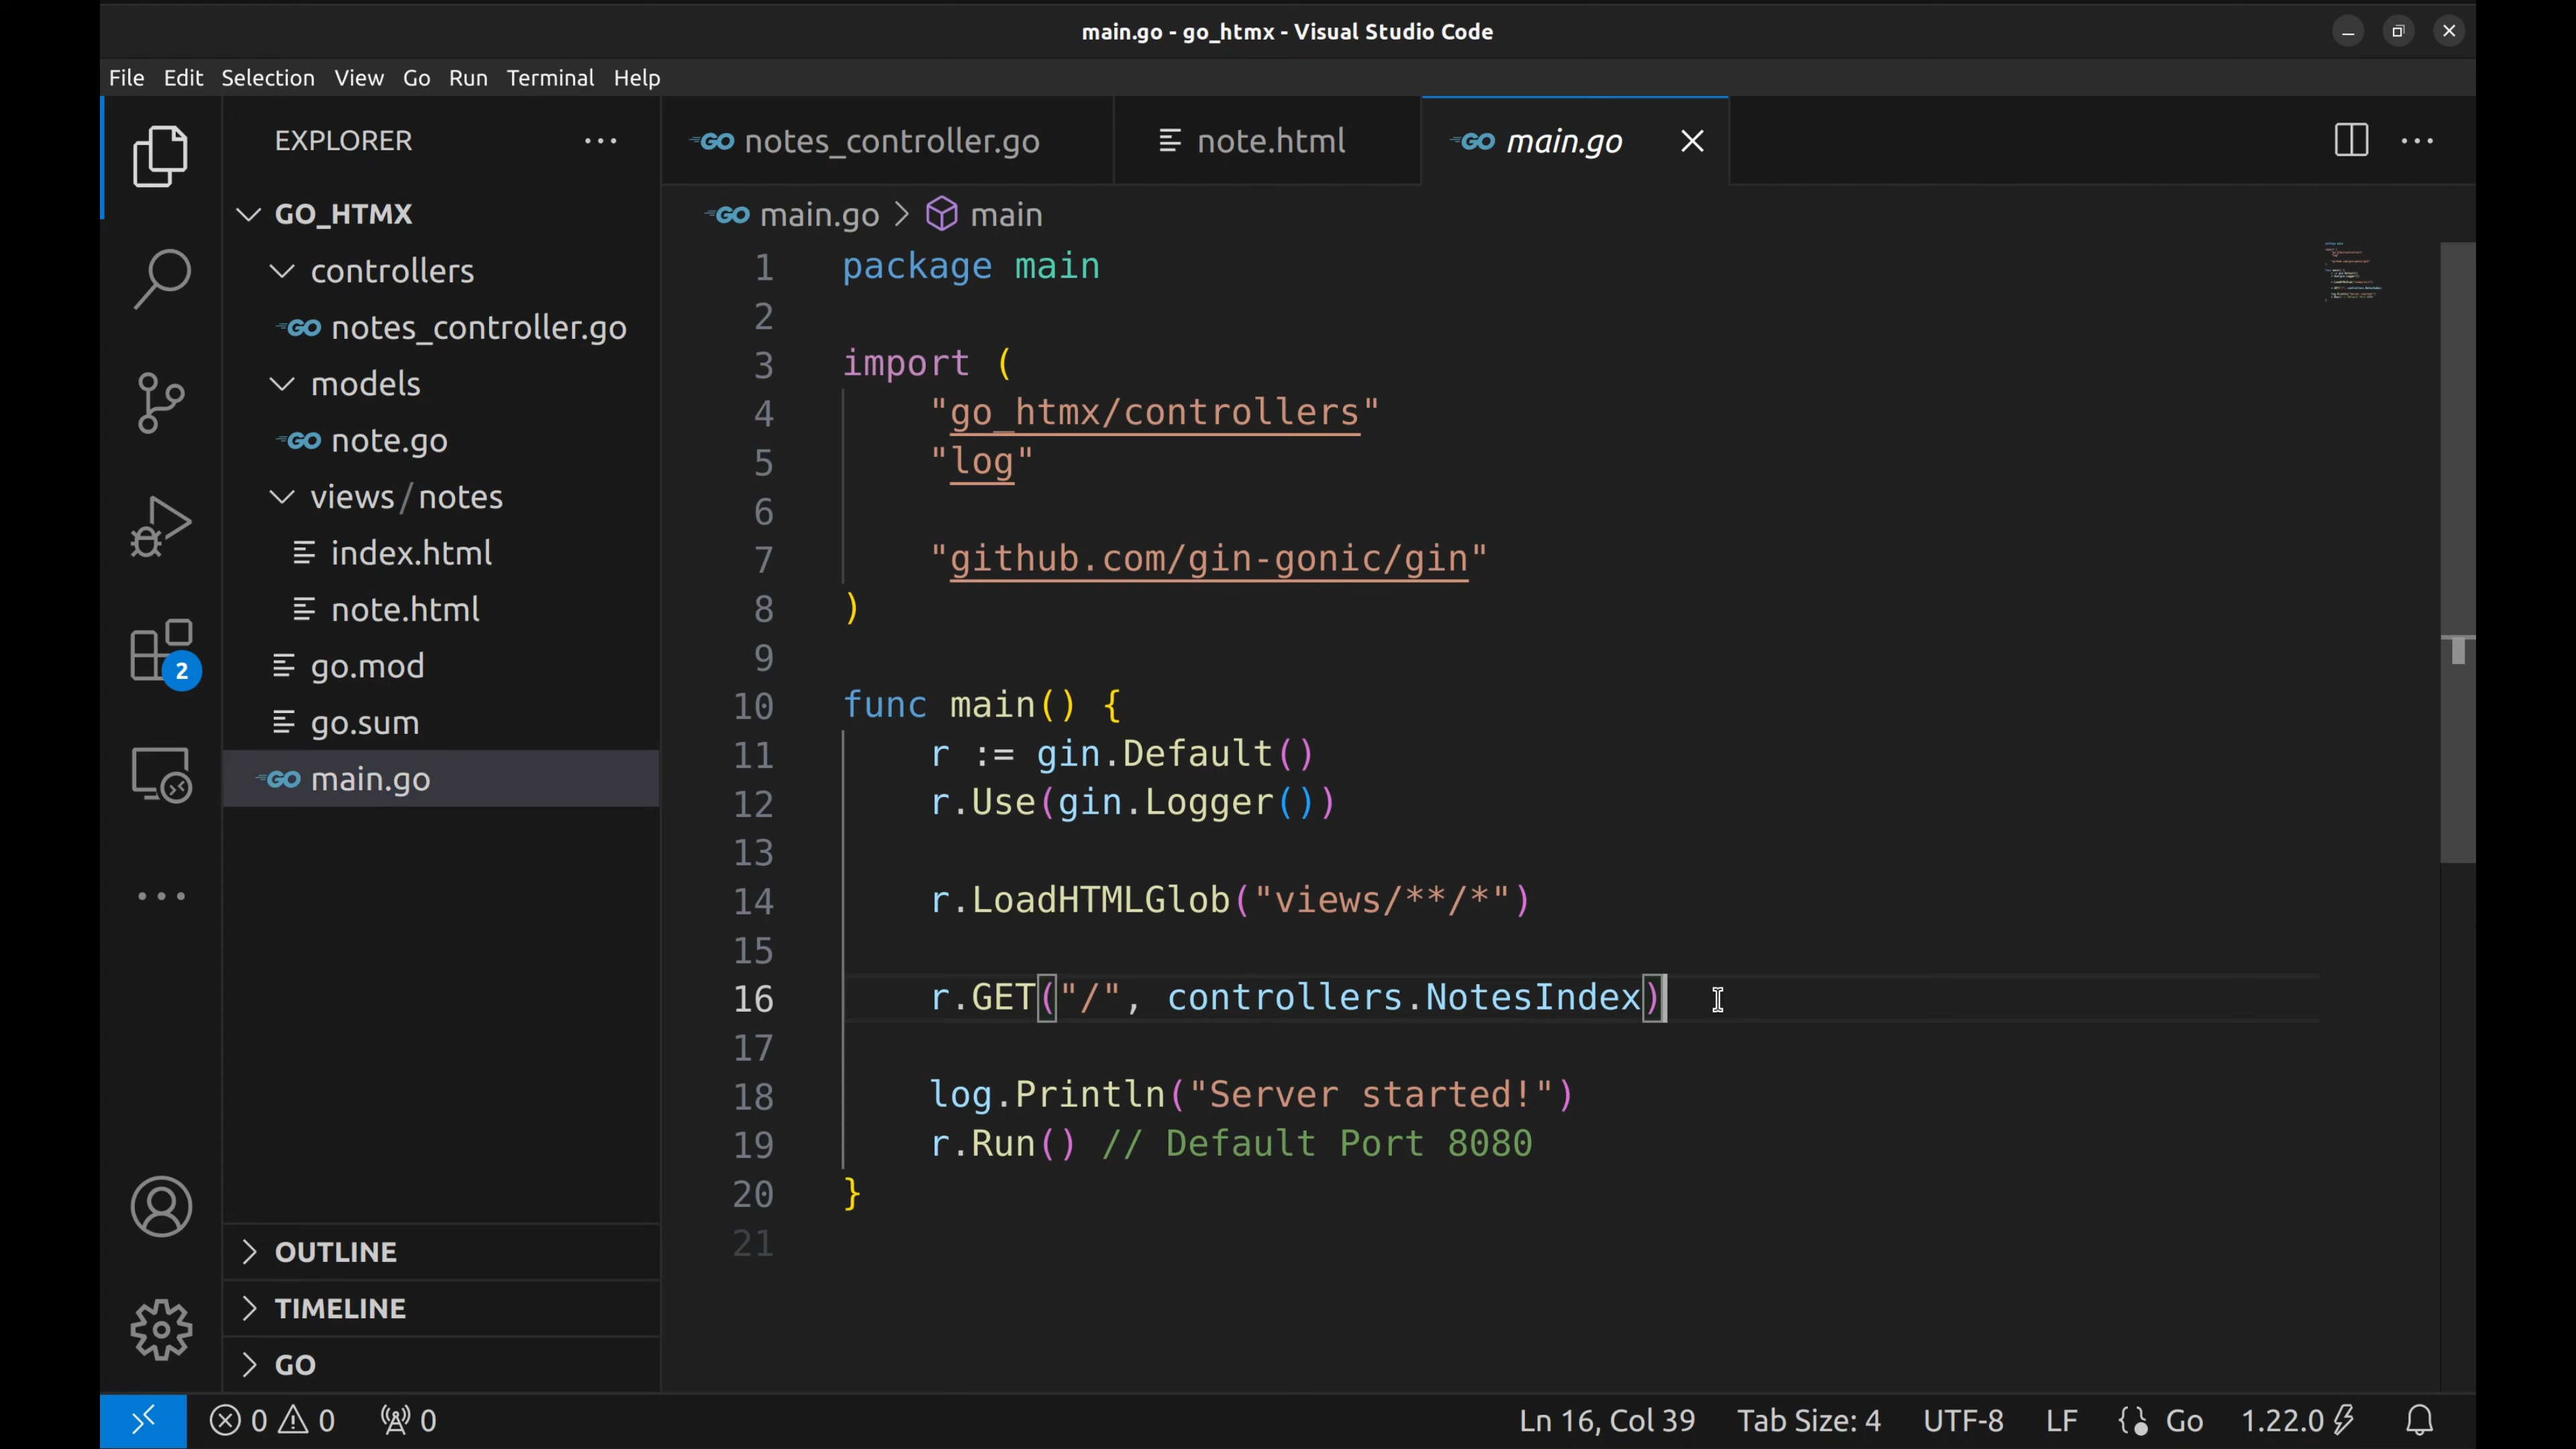 main.go - go_htmx - Visual Studio Code
File Edit Selection View Go Run Terminal Help
EXPLORER
GO_HTMX
controllers
GO notes_controller.go
models
GO note.go
views/notes
index.html
note.html
go.mod
go.sum
GO main.go
OUTLINE
TIMELINE
GO
2
GO notes_controller.go
note.html
GO main.go
GO main.go > main
1 package main
2
3 import (
4 "go_htmx/controllers"
5 "log"
6
7 "github.com/gin-gonic/gin"
8 )
9
10 func main() {
11 r := gin.Default()
12 r.Use(gin.Logger())
13
14 r.LoadHTMLGlob("views/**/*")
15
16 r.GET("/", controllers.NotesIndex)
17
18 log.Println("Server started!")
19 r.Run() // Default Port 8080
20 }
21
0 0 0 Ln 16, Col 39 Tab Size: 4 UTF-8 LF Go 1.22.0